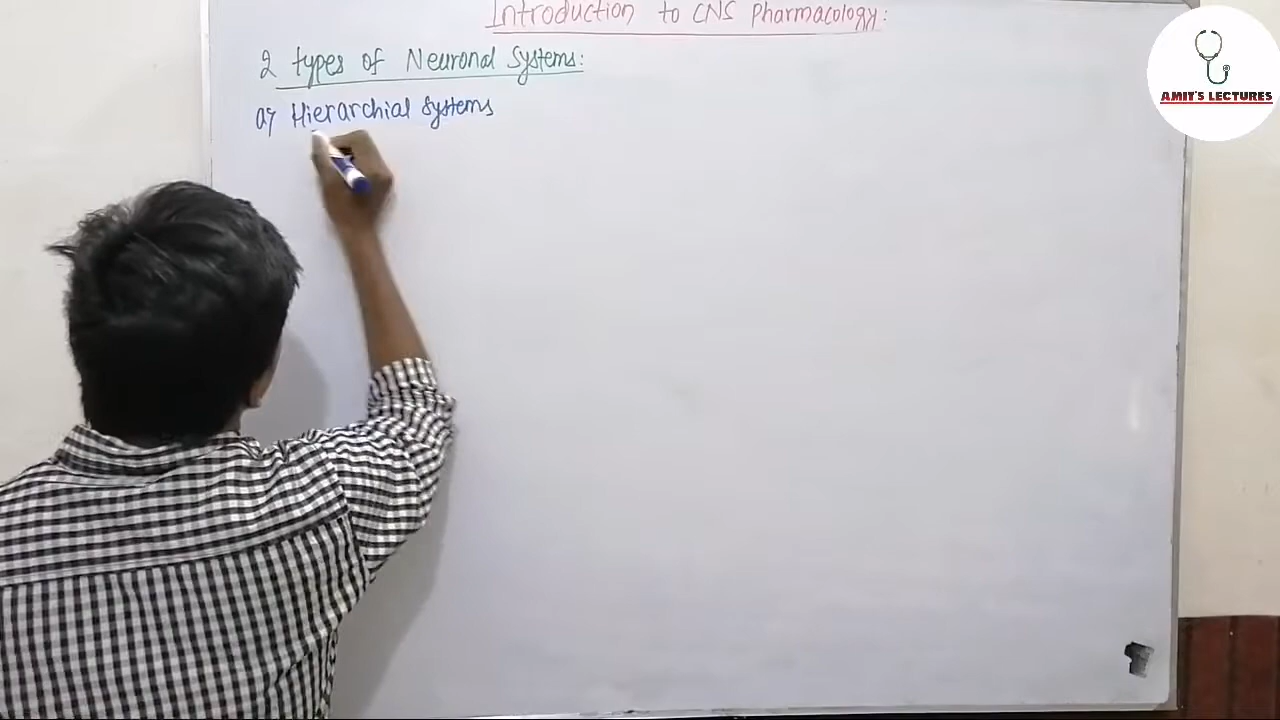 Introduction to CNS Pharmacology:
2 types of Neuronal Systems:
a) Hierarchial Systems
AMIT'S LECTURES